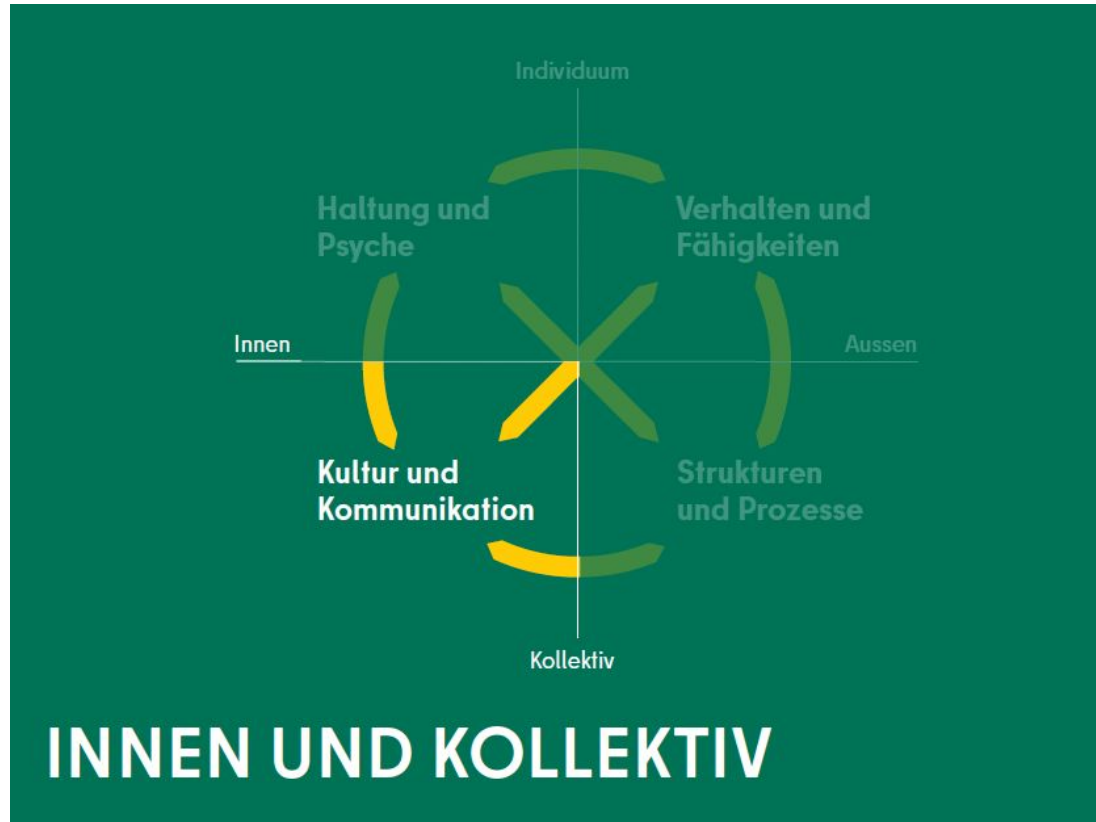 Individuum
Haltung und
Psyche
Verhalten und
Fähigkeiten
Innen
Aussen
Kultur und
Kommunikation
Strukturen
und Prozesse
Kollektiv
INNEN UND KOLLEKTIV